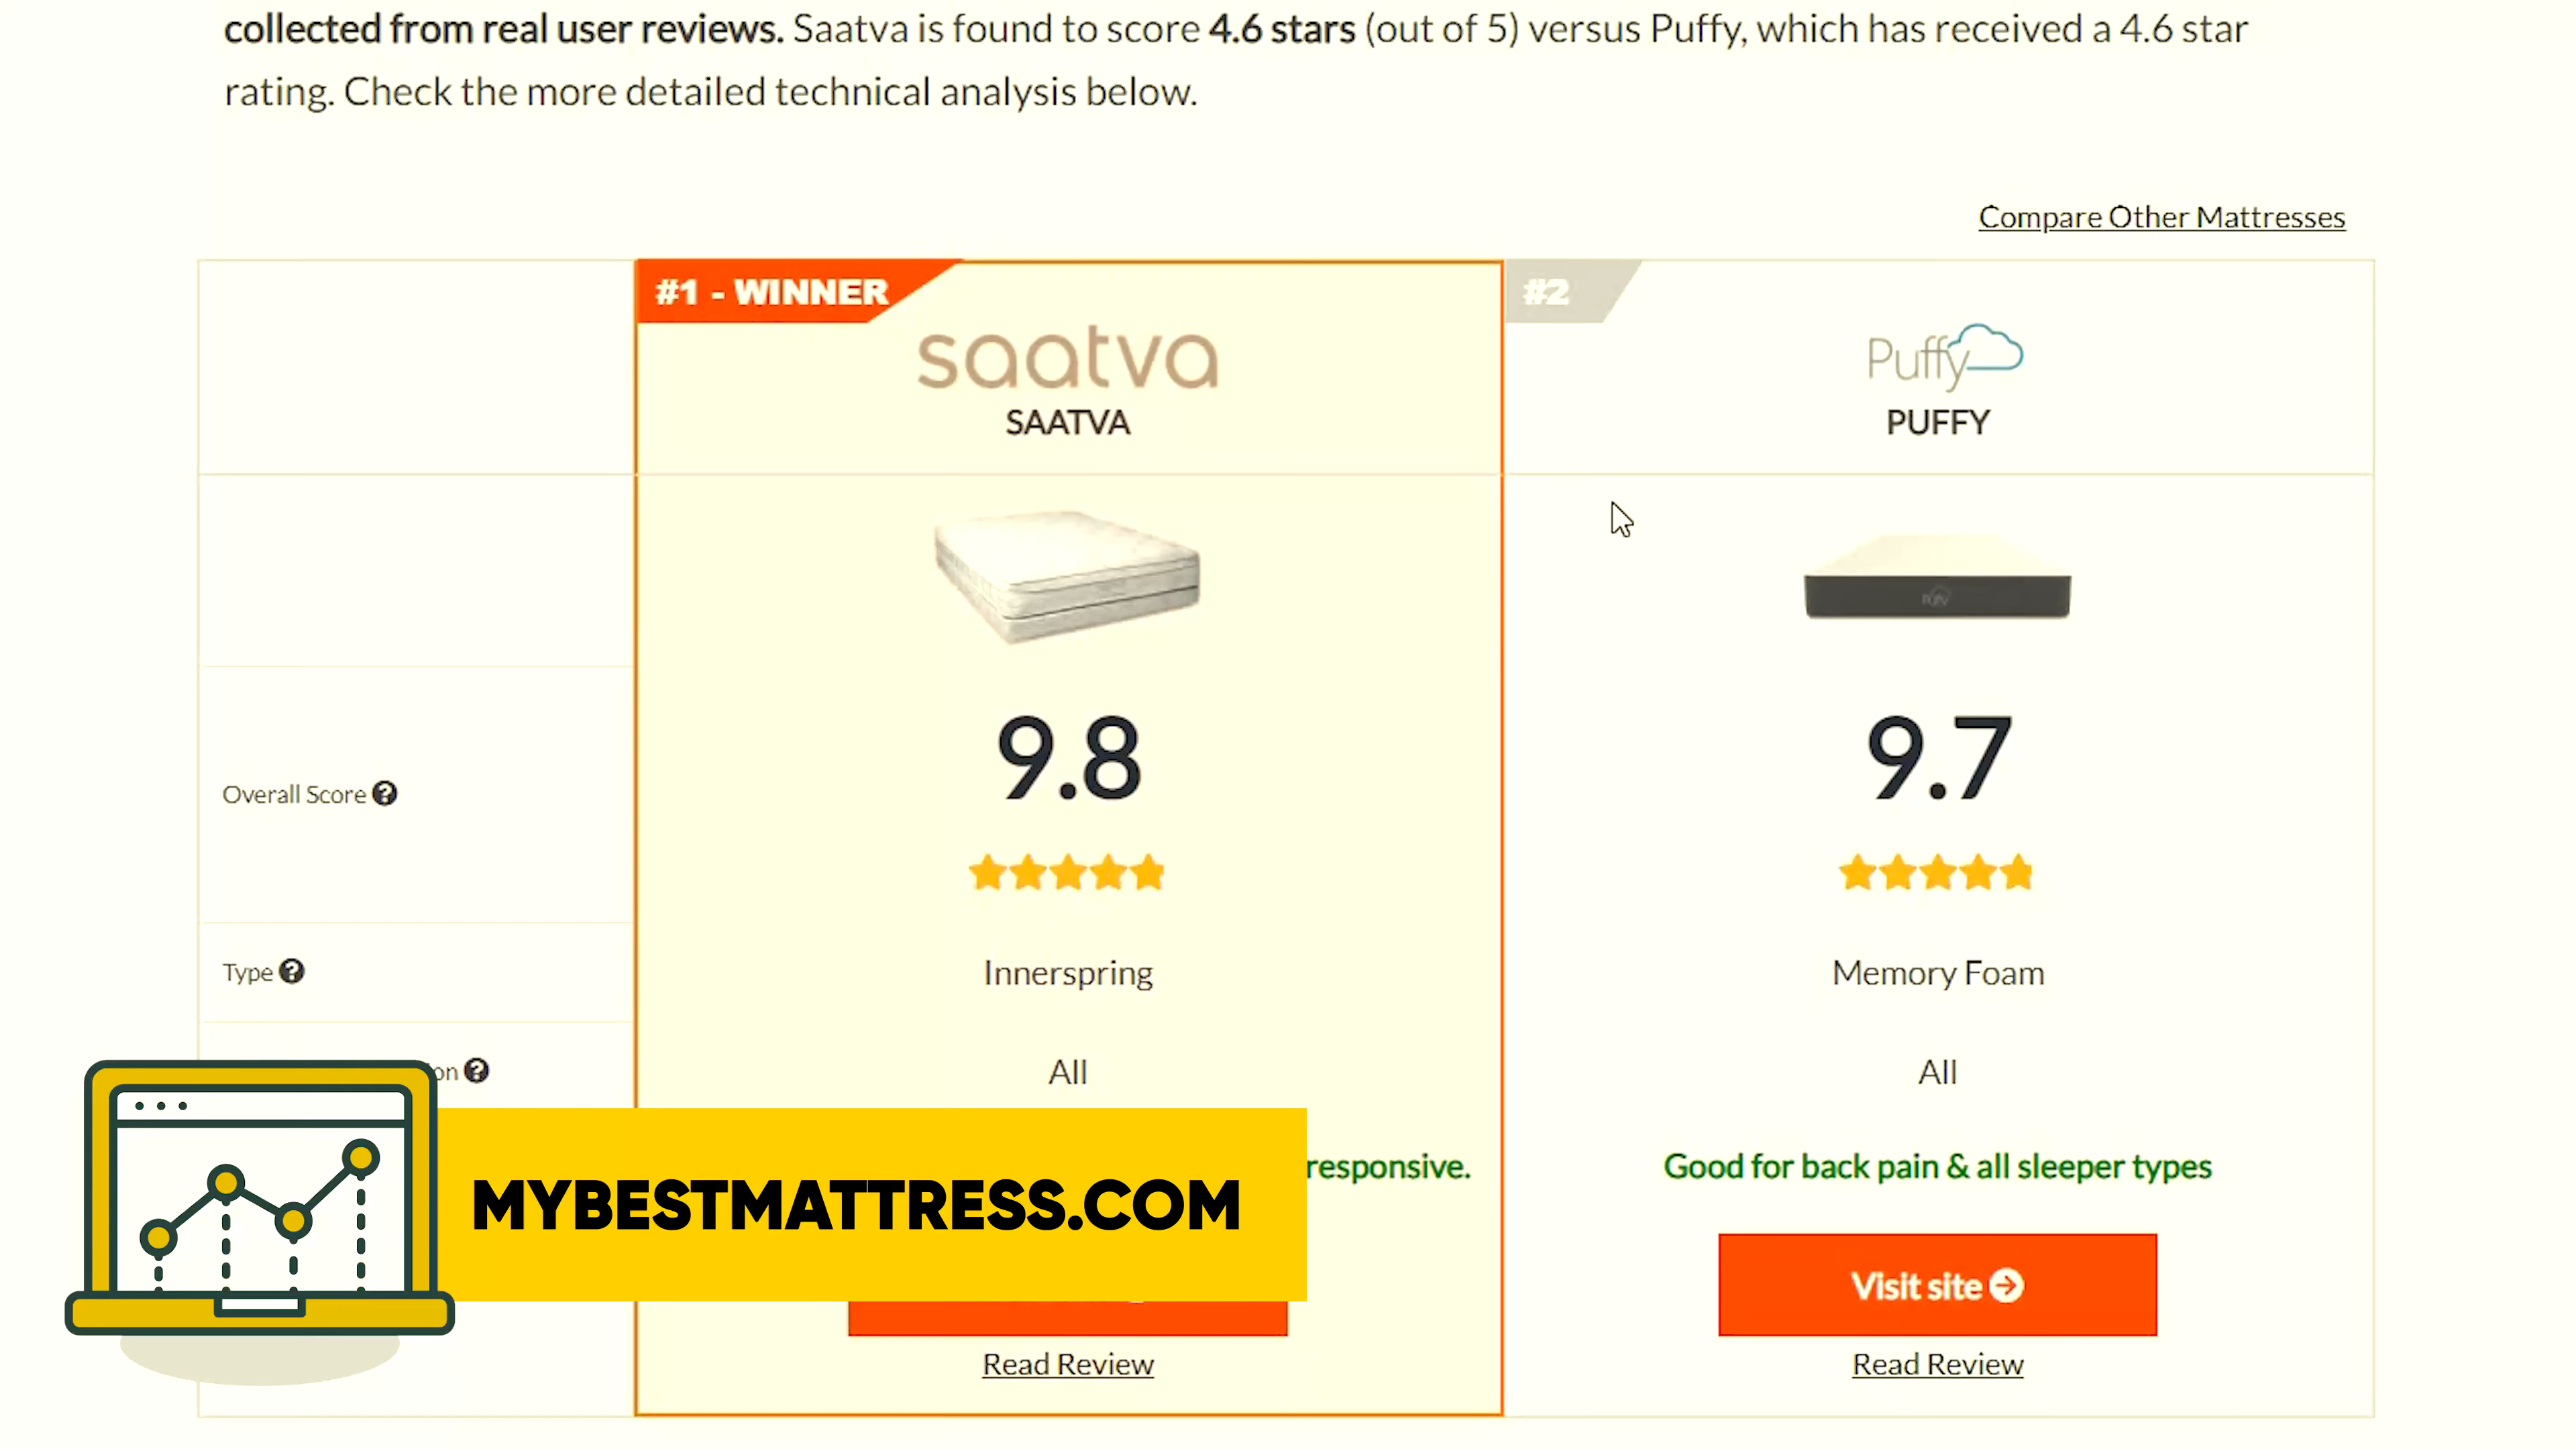 collected from real user reviews. Saatva is found to score 4.6 stars (out of 5) versus Puffy, which has received a 4.6 star
rating. Check the more detailed technical analysis below.
Compare Other Mattresses
#1 - WINNER
#2
saatva
Puffy
SAATVA
PUFFY
Overall Score
9.8
9.7
Type
Innerspring
Memory Foam
All
All
responsive.
Good for back pain & all sleeper types
MYBESTMATTRESS.COM
Visit site
Read Review
Read Review